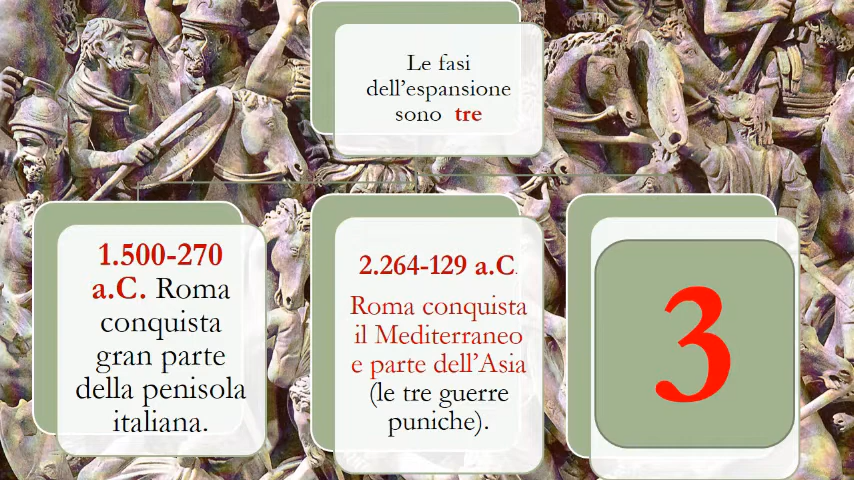 Le fasi
dell'espansione
sono tre
1.500-270
a.C. Roma
conquista
gran parte
della penisola
italiana.
2.264-129 a.C.
Roma conquista
il Mediterraneo
e parte dell'Asia
(le tre guerre
puniche).
3